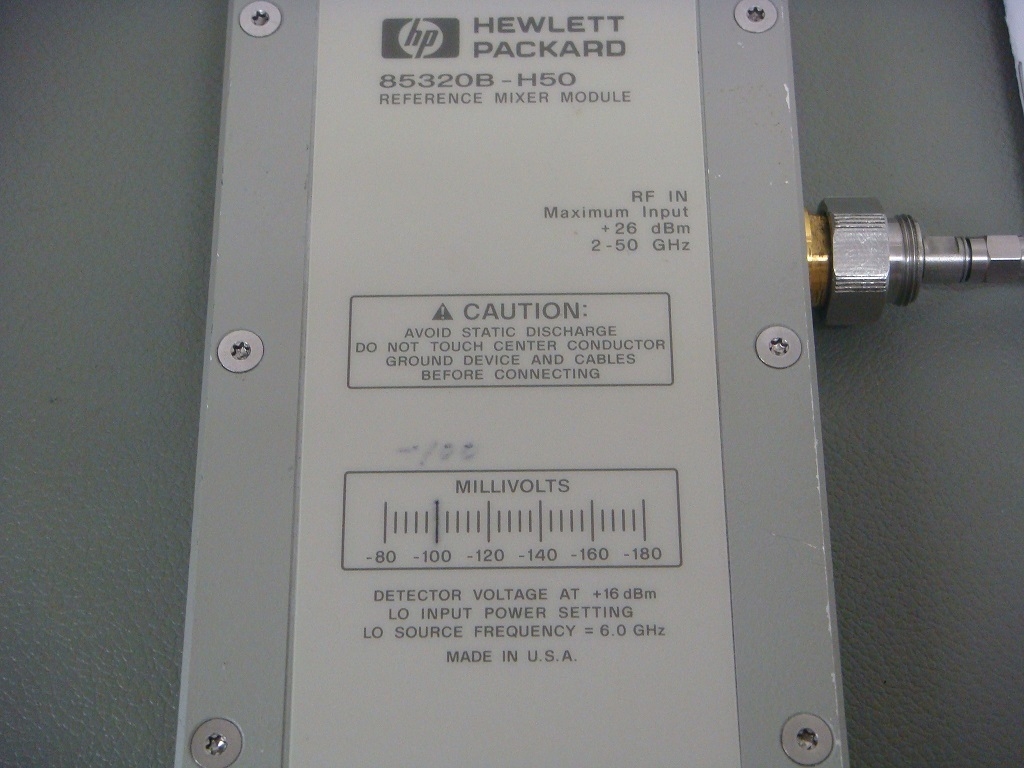 hp HEWLETT
PACKARD
85320B-H50
REFERENCE MIXER MODULE
RF IN
Maximum Input
+26 dBm
2-50 GHz
CAUTION:
AVOID STATIC DISCHARGE
DO NOT TOUCH CENTER CONDUCTOR
GROUND DEVICE AND CABLES
BEFORE CONNECTING
-100
MILLIVOLTS
-80 -100 -120 -140 -160 -180
DETECTOR VOLTAGE AT +16 dBm
LO INPUT POWER SETTING
LO SOURCE FREQUENCY = 6.0 GHz
MADE IN U.S.A.